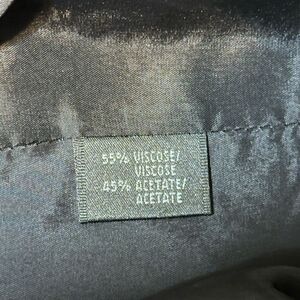 55% VISCOSE/
VISCOSE
45% ACETATE/
ACETATE